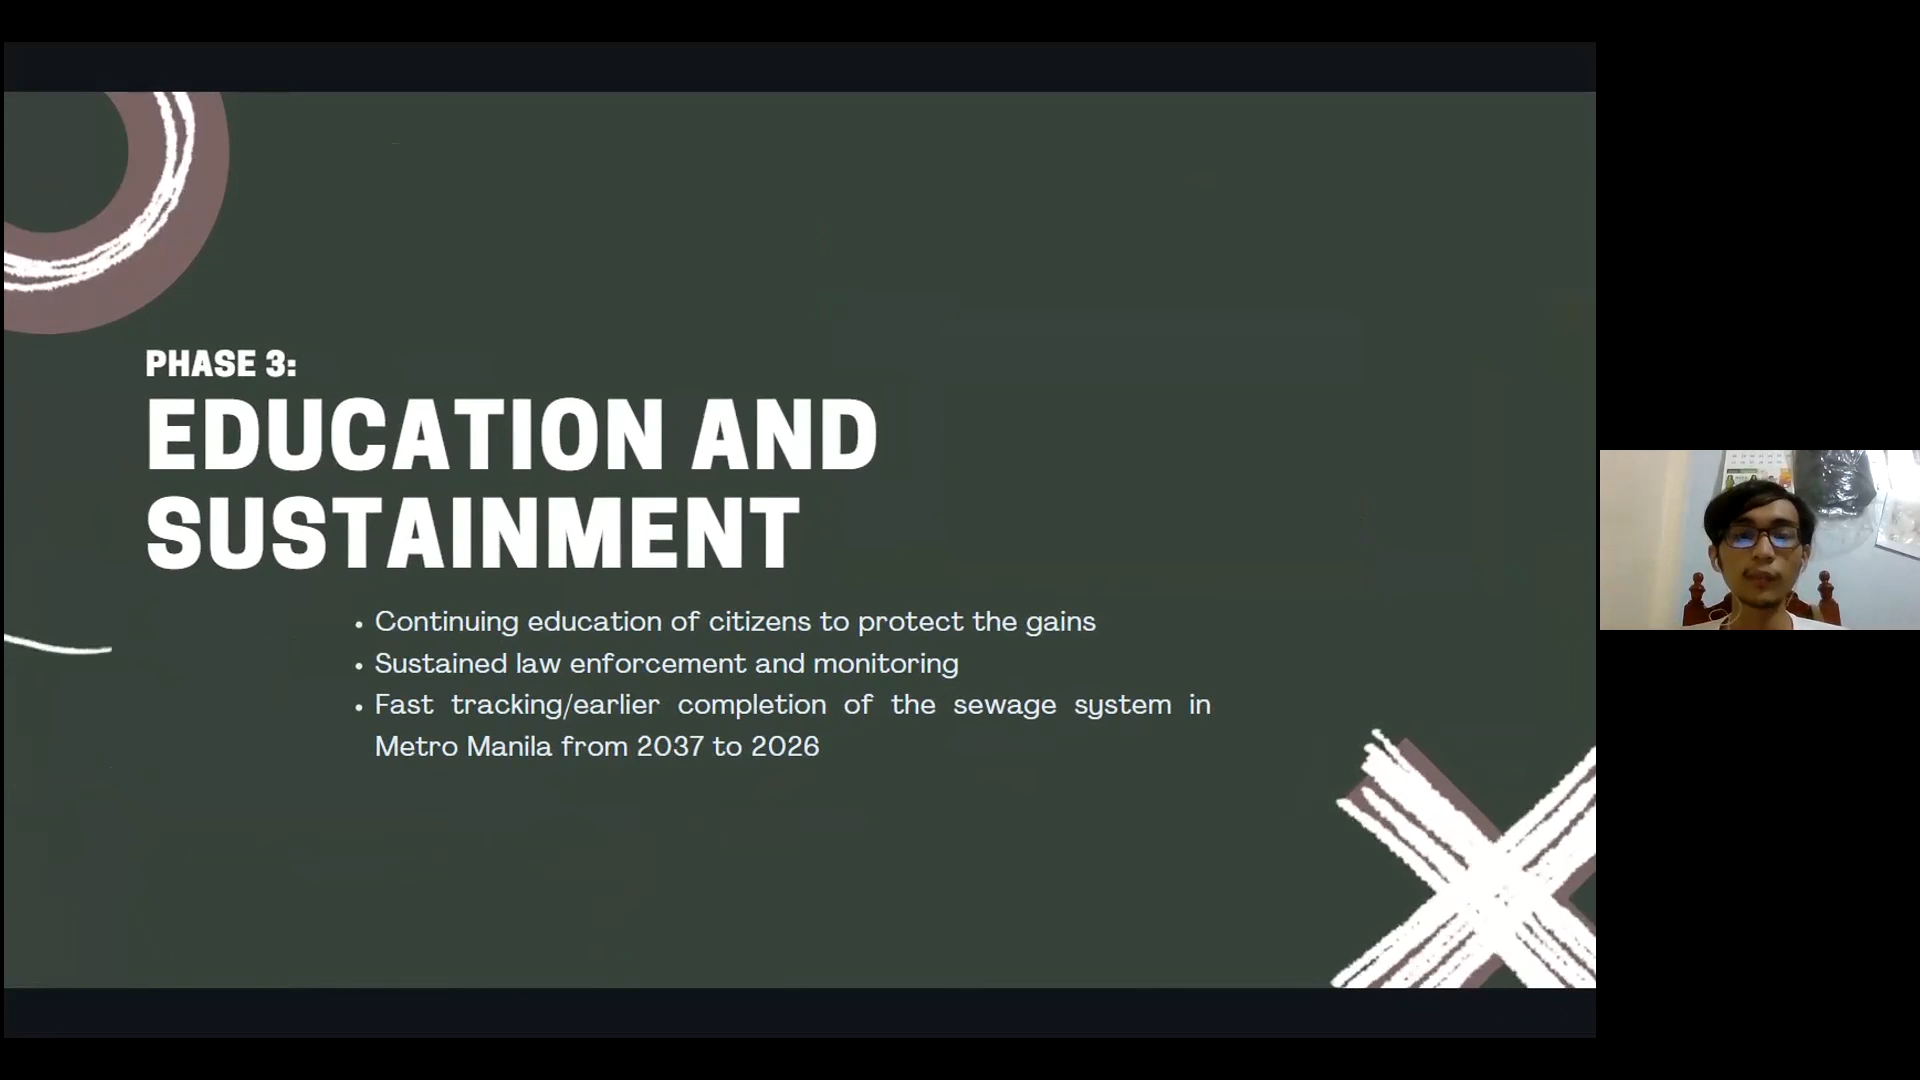 PHASE 3:
EDUCATION AND
SUSTAINMENT
• Continuing education of citizens to protect the gains
• Sustained law enforcement and monitoring
• Fast tracking/earlier completion of the sewage system in
Metro Manila from 2037 to 2026